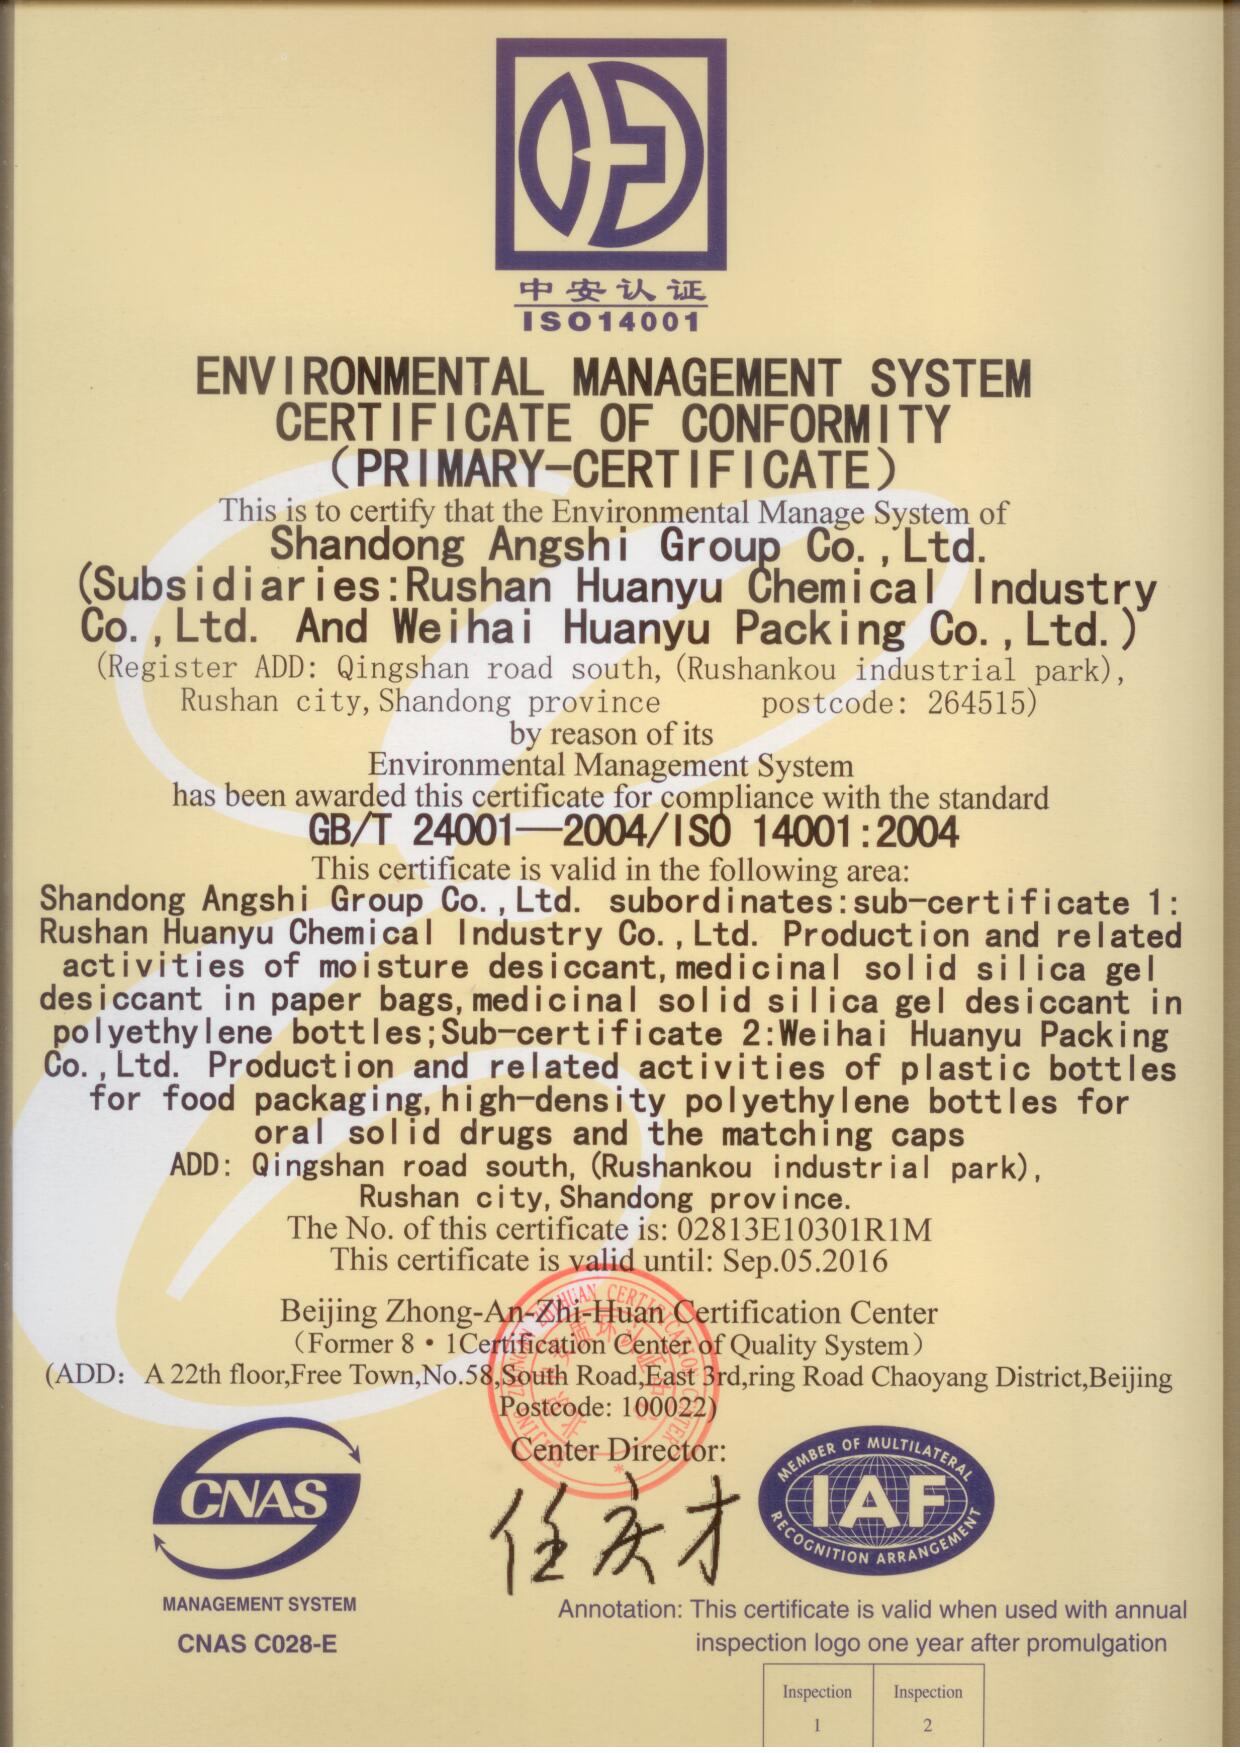 中安认证
ISO14001
ENVIRONMENTAL MANAGEMENT SYSTEM
CERTIFICATE OF CONFORMITY
(PRIMARY-CERTIFICATE)
This is to certify that the Environmental Manage System of
Shandong Angshi Group Co.,Ltd.
(Subsidiaries:Rushan Huanyu Chemical Industry
Co.,Ltd. And Weihai Huanyu Packing Co.,Ltd.)
(Register ADD: Qingshan road south,(Rushankou industrial park),
Rushan city,Shandong province postcode: 264515)
by reason of its
Environmental Management System
has been awarded this certificate for compliance with the standard
GB/T 24001—2004/ISO 14001:2004
This certificate is valid in the following area:
Shandong Angshi Group Co.,Ltd. subordinates:sub-certificate 1:
Rushan Huanyu Chemical Industry Co.,Ltd. Production and related
activities of moisture desiccant,medicinal solid silica gel
desiccant in paper bags,medicinal solid silica gel desiccant in
polyethylene bottles;Sub-certificate 2:Weihai Huanyu Packing
Co.,Ltd. Production and related activities of plastic bottles
for food packaging,high-density polyethylene bottles for
oral solid drugs and the matching caps
ADD: Qingshan road south,(Rushankou industrial park),
Rushan city,Shandong province.
The No. of this certificate is: 02813E10301R1M
This certificate is valid until: Sep.05.2016
Beijing Zhong-An-Zhi-Huan Certification Center
(Former 8·1Certification Center of Quality System)
(ADD: A 22th floor,Free Town,No.58,South Road,East 3rd,ring Road Chaoyang District,Beijing
Postcode: 100022)
Center Director:
任庆才
CNAS
MANAGEMENT SYSTEM
CNAS C028-E
MEMBER OF MULTILATERAL
IAF
RECOGNITION ARRANGEMENT
Annotation: This certificate is valid when used with annual
inspection logo one year after promulgation
Inspection Inspection
1 2